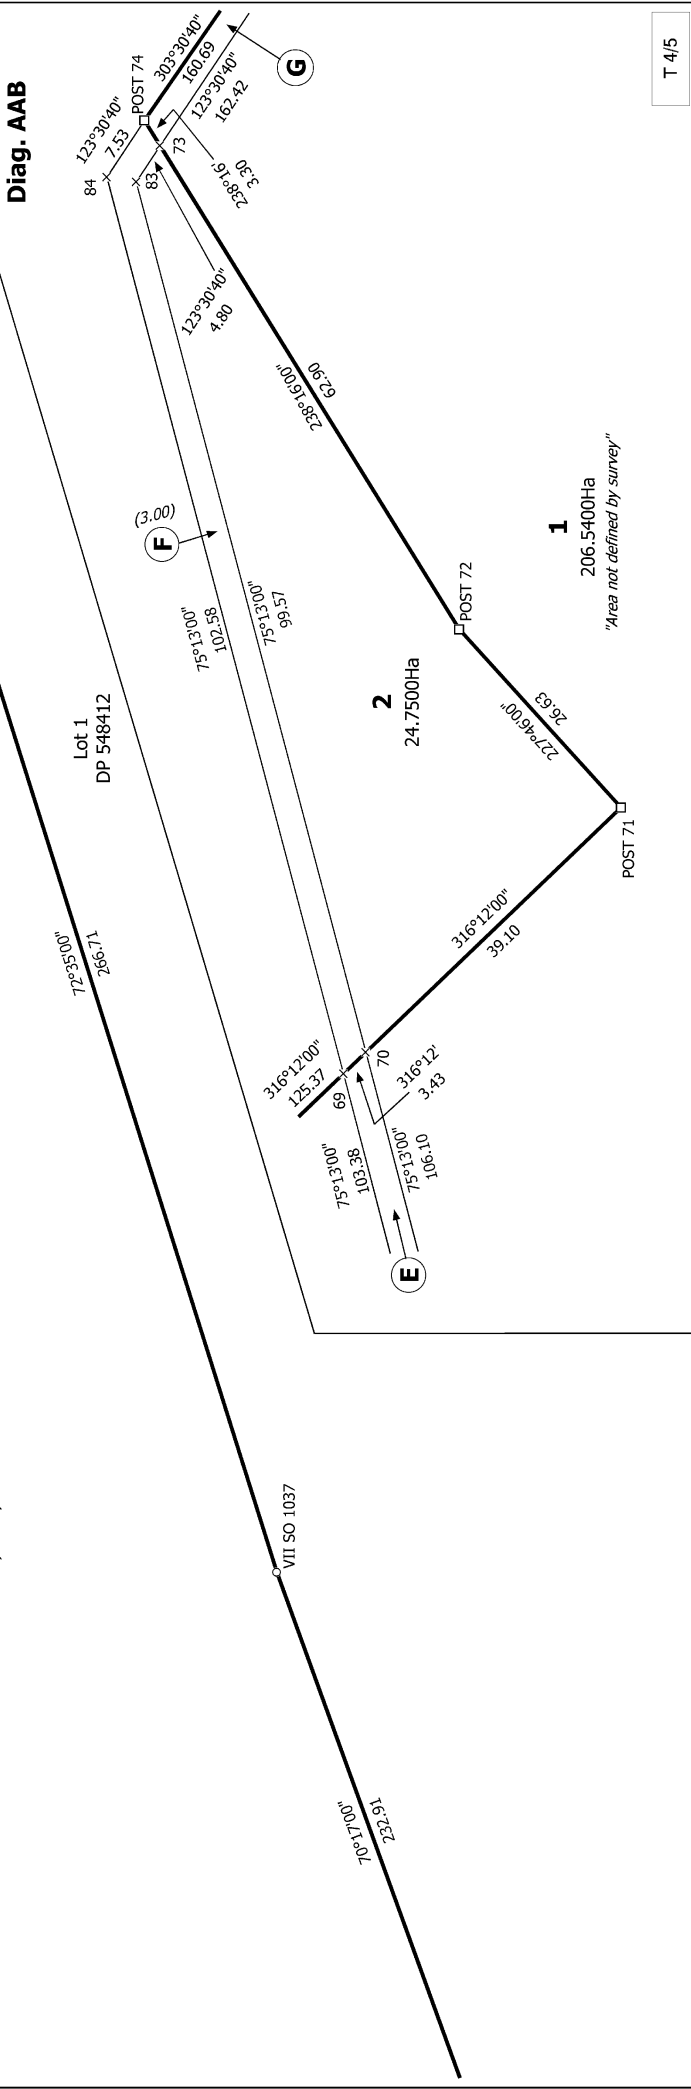 Diag. AAB
T 4/5
G
303°30'40"
160.69
123°30'40"
162.42
POST 74
123°30'40"
7.53
84
83
73
238°16'
3.30
123°30'40"
4.80
238°16'00"
62.90
(3.00)
F
75°13'00"
102.58
75°13'00"
99.57
Lot 1
DP 548412
POST 72
1
206.5400Ha
"Area not defined by survey"
2
24.7500Ha
227°46'00"
26.63
POST 71
316°12'00"
39.10
72°35'00"
266.71
316°12'00"
125.37
69
70
316°12'
3.43
75°13'00"
103.38
75°13'00"
106.10
E
VII SO 1037
70°17'00"
232.91